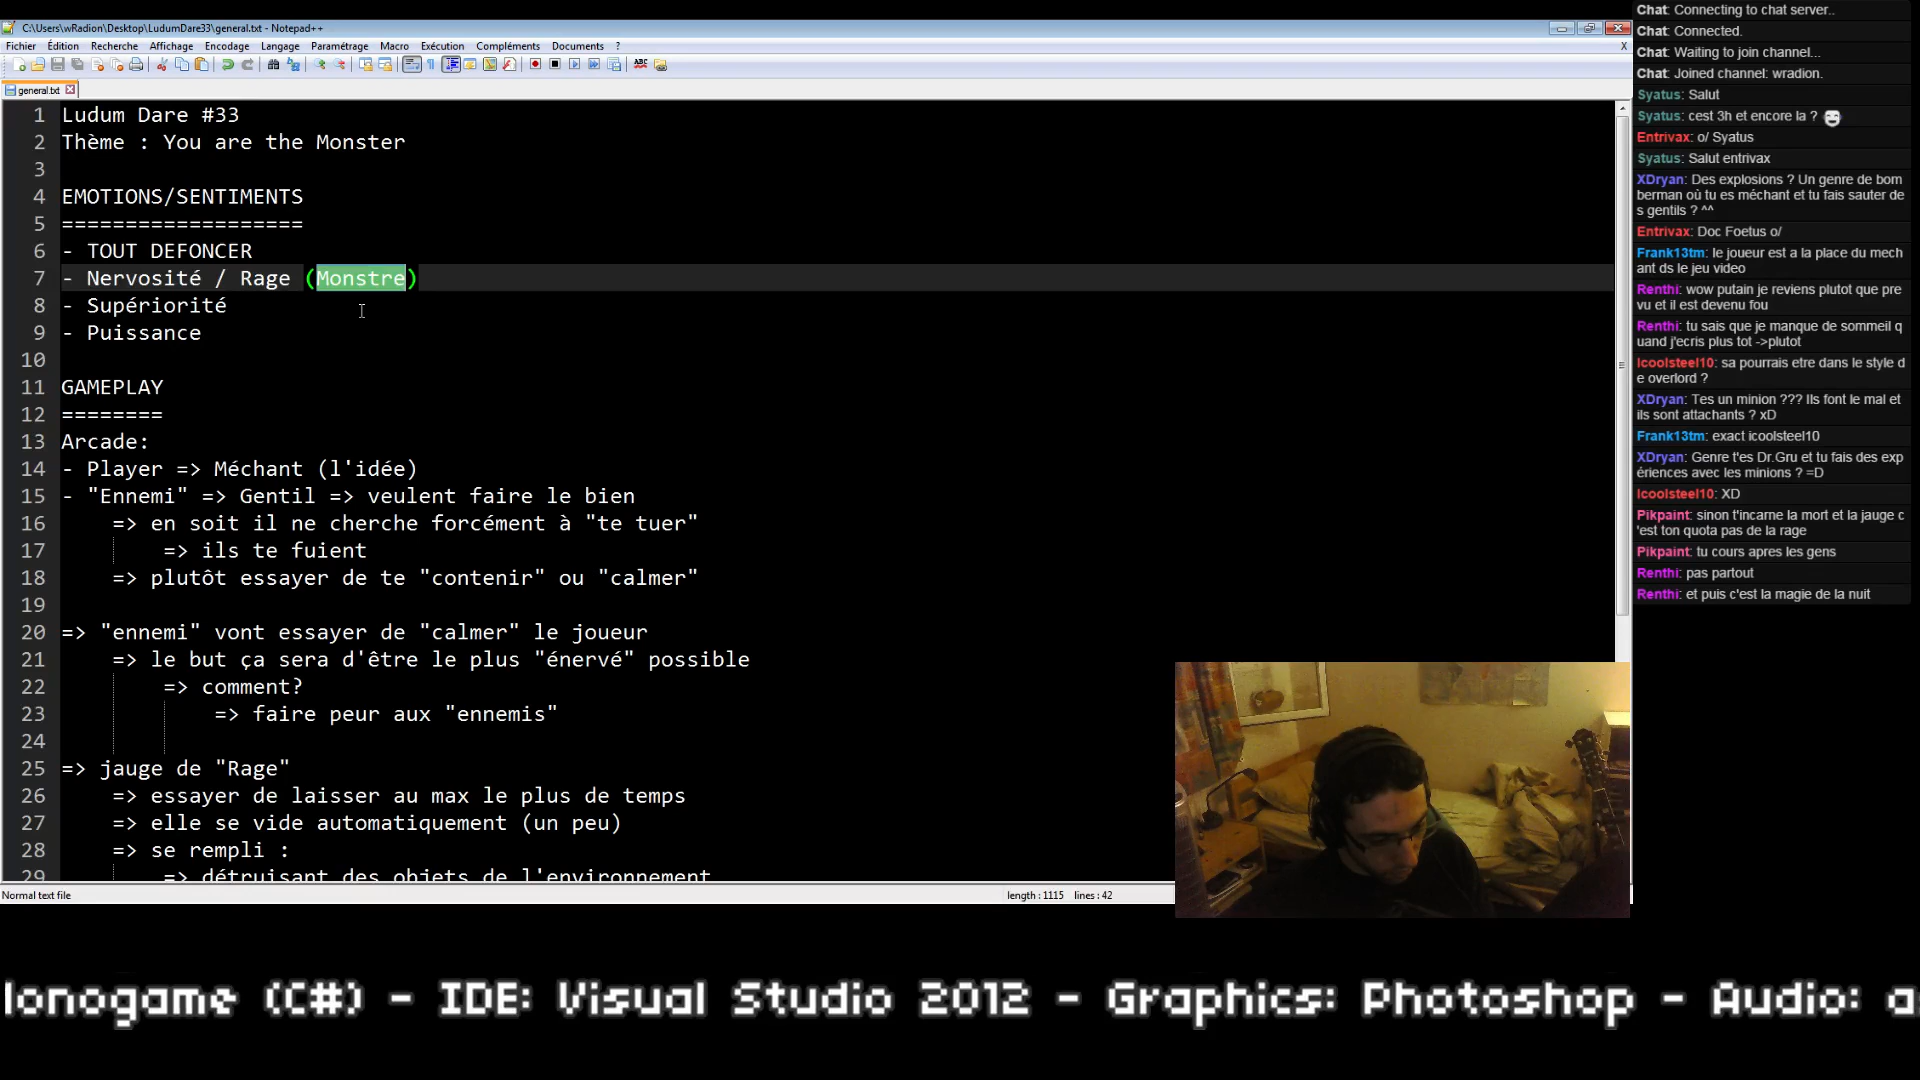 C:\Users\wRadion\Desktop\LudumDare33\general.txt - Notepad++
Fichier Édition Recherche Affichage Encodage Langage Paramétrage Macro Exécution Compléments Documents ? X
general.txt
1 Ludum Dare #33
2 Thème : You are the Monster
3
4 EMOTIONS/SENTIMENTS
5 ===================
6 - TOUT DEFONCER
7 - Nervosité / Rage (Monstre)
8 - Supériorité
9 - Puissance
10
11 GAMEPLAY
12 ========
13 Arcade:
14 - Player => Méchant (l'idée)
15 - "Ennemi" => Gentil => veulent faire le bien
16 => en soit il ne cherche forcément à "te tuer"
17 => ils te fuient
18 => plutôt essayer de te "contenir" ou "calmer"
19
20 => "ennemi" vont essayer de "calmer" le joueur
21 => le but ça sera d'être le plus "énervé" possible
22 => comment?
23 => faire peur aux "ennemis"
24
25 => jauge de "Rage"
26 => essayer de laisser au max le plus de temps
27 => elle se vide automatiquement (un peu)
28 => se rempli :
29 => détruisant des objets de l'environnement
Normal text file length : 1115 lines : 42
Chat: Connecting to chat server..
Chat: Connected.
Chat: Waiting to join channel...
Chat: Joined channel: wradion.
Syatus: Salut
Syatus: cest 3h et encore la ?
Entrivax: o/ Syatus
Syatus: Salut entrivax
XDryan: Des explosions ? Un genre de bom
berman où tu es méchant et tu fais sauter de
s gentils ? ^^
Entrivax: Doc Foetus o/
Frank13tm: le joueur est a la place du mech
ant ds le jeu video
Renthi: wow putain je reviens plutot que pre
vu et il est devenu fou
Renthi: tu sais que je manque de sommeil q
uand j'ecris plus tot ->plutot
Icoolsteel10: sa pourrais etre dans le style d
e overlord ?
XDryan: Tes un minion ??? Ils font le mal et
ils sont attachants ? xD
Frank13tm: exact icoolsteel10
XDryan: Genre t'es Dr.Gru et tu fais des exp
ériences avec les minions ? =D
Icoolsteel10: XD
Pikpaint: sinon t'incarne la mort et la jauge c
'est ton quota pas de la rage
Pikpaint: tu cours apres les gens
Renthi: pas partout
Renthi: et puis c'est la magie de la nuit
onogame (C#) - IDE: Visual Studio 2012 - Graphics: Photoshop - Audio: a